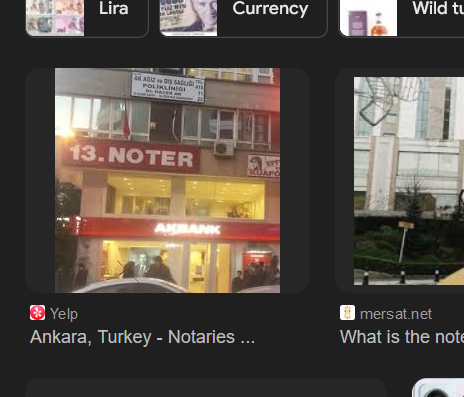 Lira
Currency
Wild tu
AK AĞIZ ve DİŞ SAĞLIĞI
POLİKLİNİĞİ
13. NOTER
KUAFÖ
AKBANK
Yelp
Ankara, Turkey - Notaries ...
mersat.net
What is the note